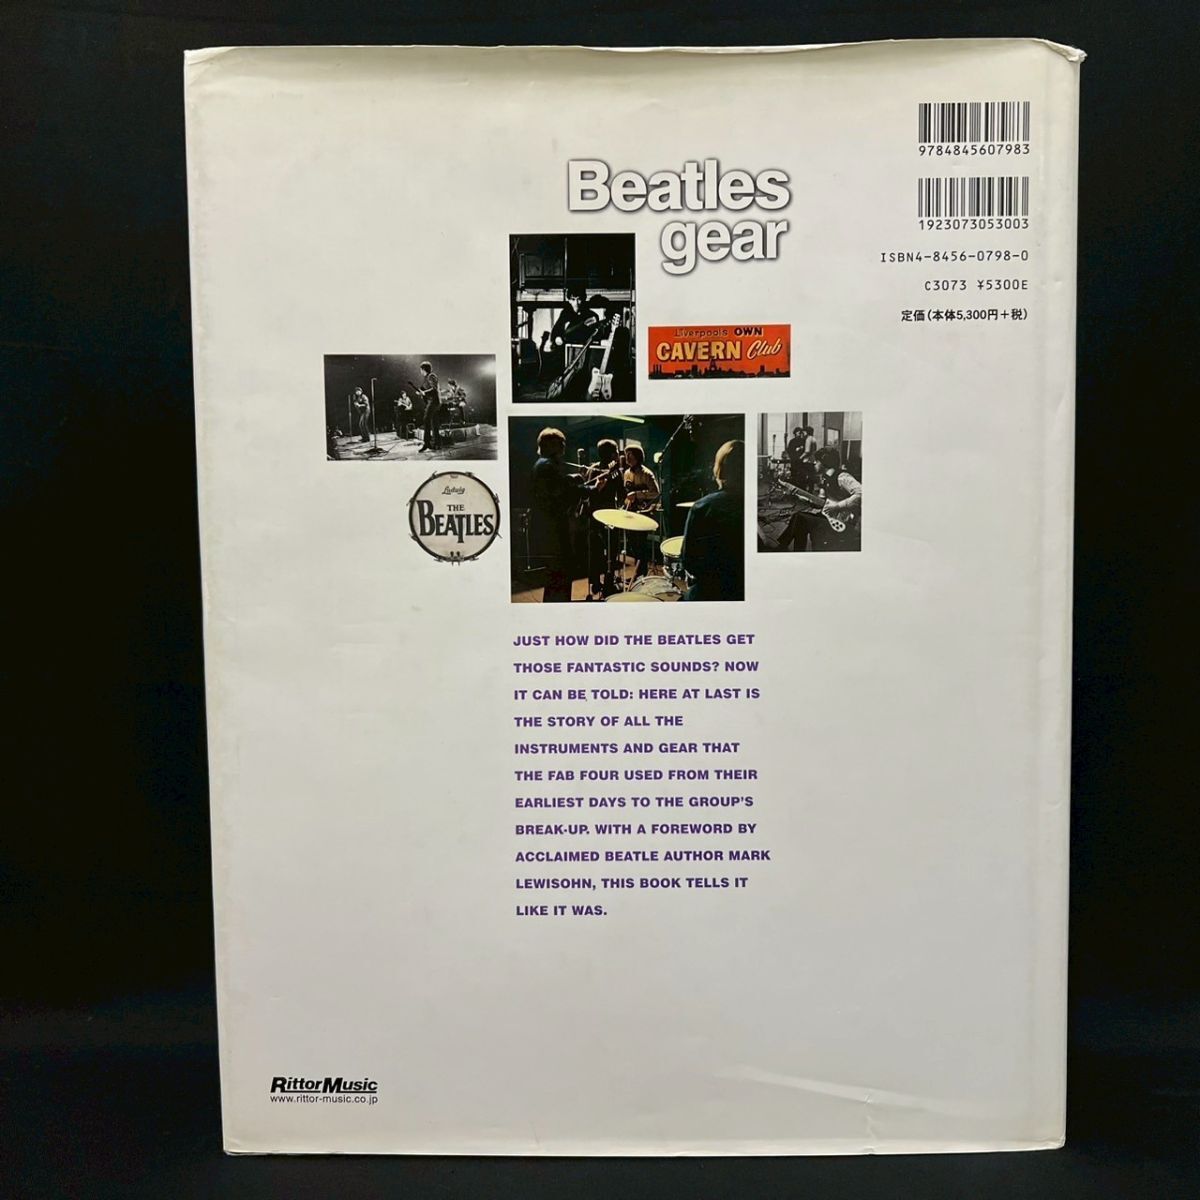 9784845607983
1923073053003
ISBN4-8456-0798-0
C3073 ¥5300E
定価(本体5,300円+税)
Beatles
gear
Liverpool's OWN
CAVERN Club
Ludwig
THE
BEATLES
JUST HOW DID THE BEATLES GET
THOSE FANTASTIC SOUNDS? NOW
IT CAN BE TOLD: HERE AT LAST IS
THE STORY OF ALL THE
INSTRUMENTS AND GEAR THAT
THE FAB FOUR USED FROM THEIR
EARLIEST DAYS TO THE GROUP'S
BREAK-UP. WITH A FOREWORD BY
ACCLAIMED BEATLE AUTHOR MARK
LEWISOHN, THIS BOOK TELLS IT
LIKE IT WAS.
RittorMusic
www.rittor-music.co.jp